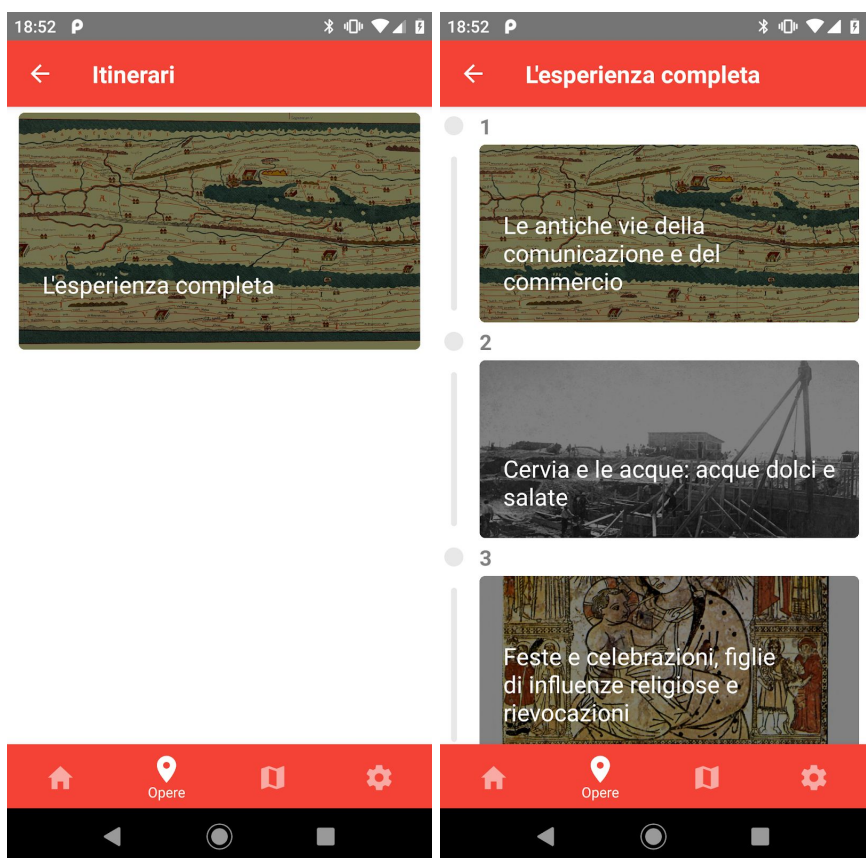 18:52
Itinerari
L'esperienza completa
Opere
18:52
L'esperienza completa
1
Le antiche vie della
comunicazione e del
commercio
2
Cervia e le acque: acque dolci e
salate
3
Feste e celebrazioni, figlie
di influenze religiose e
rievocazioni
Opere